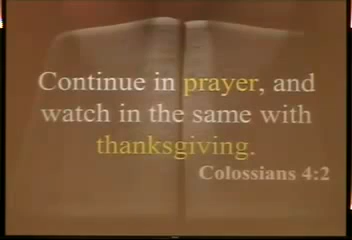 Continue in prayer, and
watch in the same with
thanksgiving.
Colossians 4:2